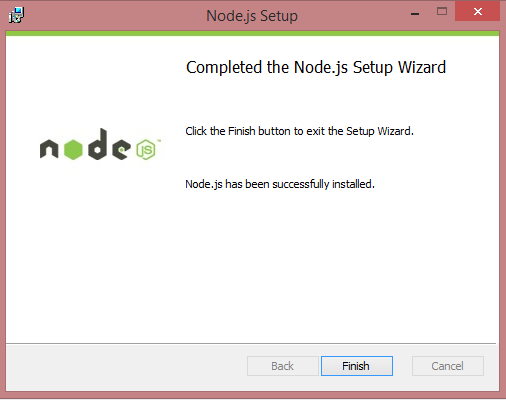 Node.js Setup
Completed the Node.js Setup Wizard
node JS™
Click the Finish button to exit the Setup Wizard.
Node.js has been successfully installed.
Back Finish Cancel